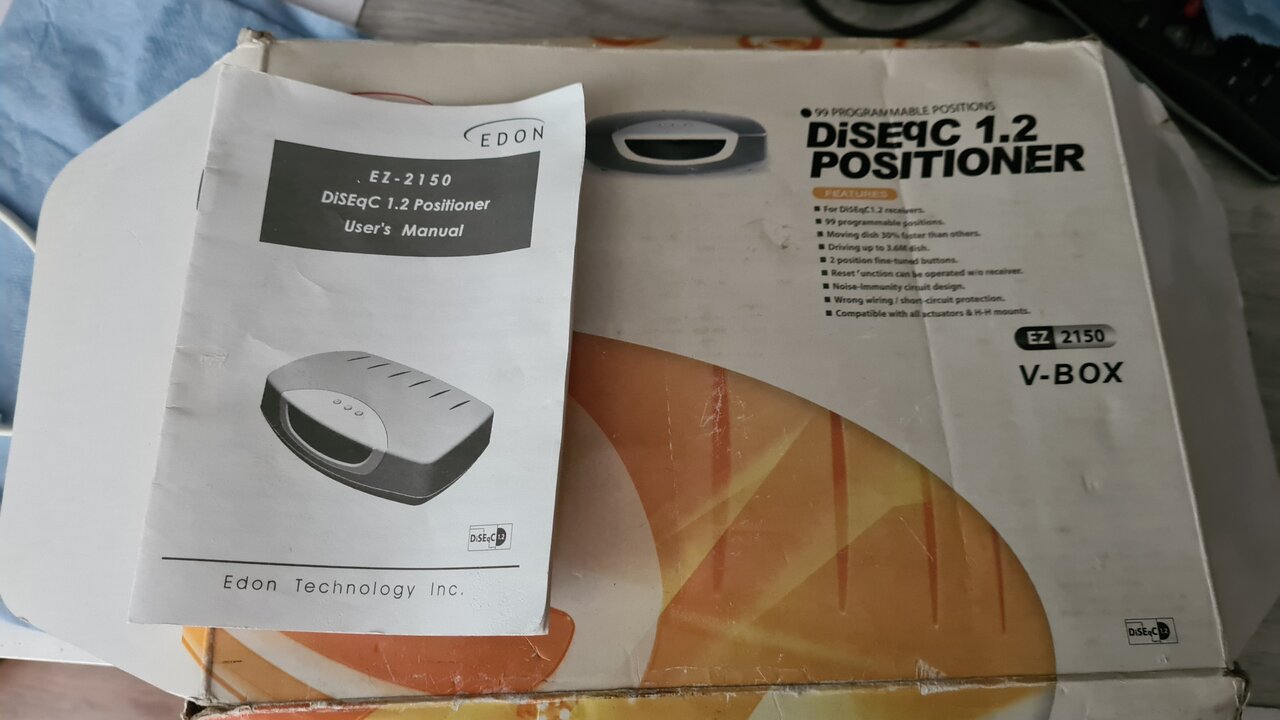 EDON
EZ-2150
DiSEqC 1.2 Positioner
User's Manual
DiSEqC 1.2
Edon Technology Inc.
99 PROGRAMMABLE POSITIONS
DiSEqC 1.2
POSITIONER
FEATURES
For DiSEqC1.2 receivers.
99 programmable positions.
Moving dish 30% faster than others.
Driving up to 3.6M dish.
2 position fine-tuned buttons.
Reset function can be operated w/o receiver.
Noise-Immunity circuit design.
Wrong wiring / short-circuit protection.
Compatible with all actuators & H-H mounts.
EZ 2150
V-BOX
DiSEqC 1.2